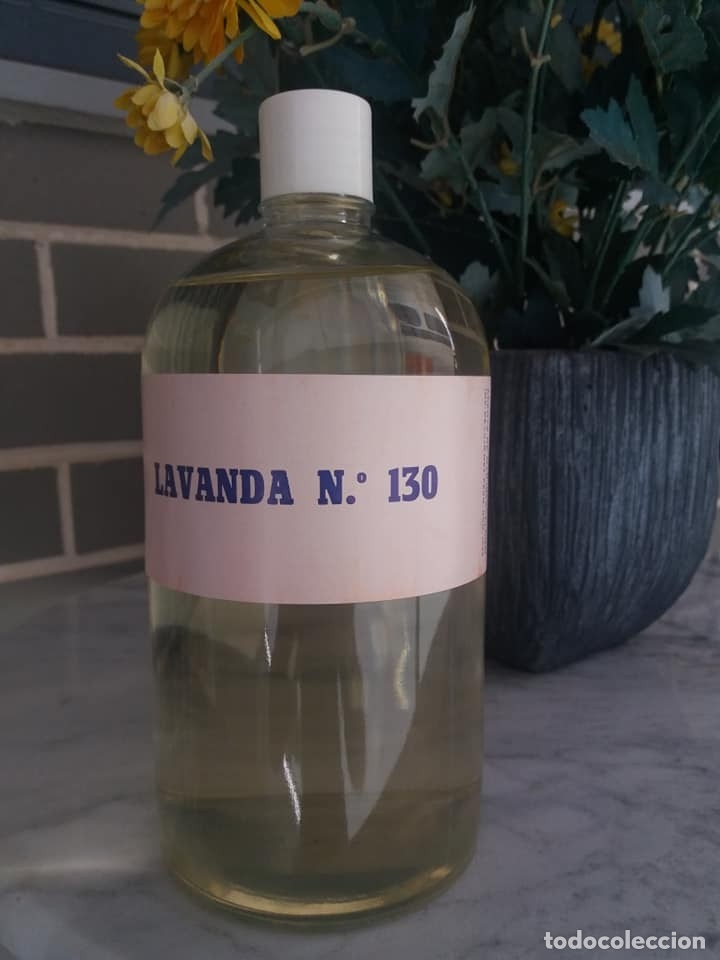 LAVANDA N.º 130
todocoleccion